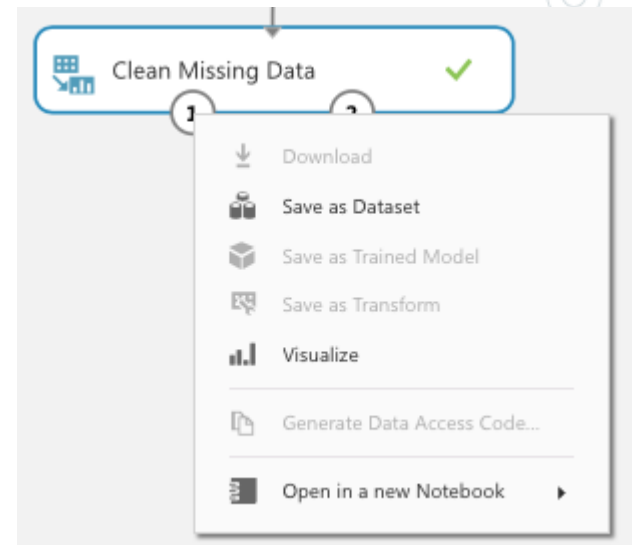 Clean Missing Data
1
2
Download
Save as Dataset
Save as Trained Model
Save as Transform
Visualize
Generate Data Access Code...
Open in a new Notebook